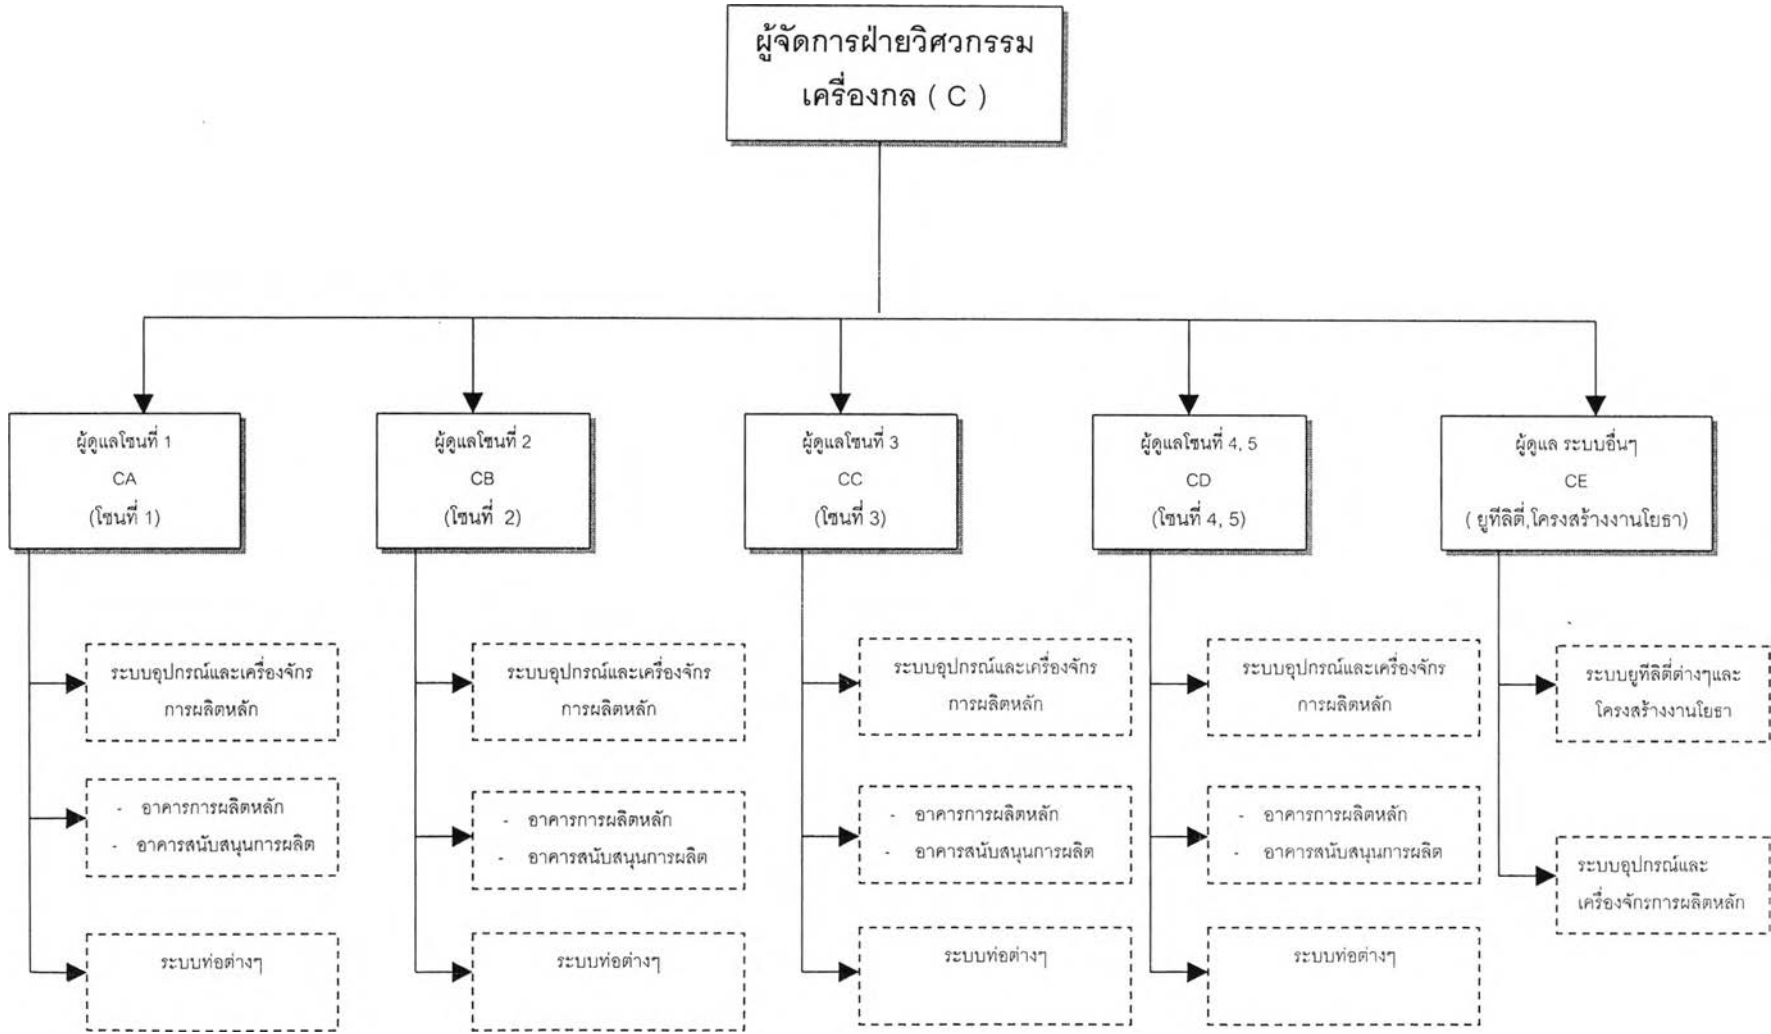 ผู้จัดการฝ่ายวิศวกรรม
เครื่องกล ( C )
ผู้ดูแลโซนที่ 1
CA
(โซนที่ 1)
ผู้ดูแลโซนที่ 2
CB
(โซนที่ 2)
ผู้ดูแลโซนที่ 3
CC
(โซนที่ 3)
ผู้ดูแลโซนที่ 4, 5
CD
(โซนที่ 4, 5)
ผู้ดูแล ระบบอื่นๆ
CE
( ยูทีลิตี่,โครงสร้างงานโยธา)
ระบบอุปกรณ์และเครื่องจักร
การผลิตหลัก
- อาคารการผลิตหลัก
- อาคารสนับสนุนการผลิต
ระบบท่อต่างๆ
ระบบอุปกรณ์และเครื่องจักร
การผลิตหลัก
- อาคารการผลิตหลัก
- อาคารสนับสนุนการผลิต
ระบบท่อต่างๆ
ระบบอุปกรณ์และเครื่องจักร
การผลิตหลัก
- อาคารการผลิตหลัก
- อาคารสนับสนุนการผลิต
ระบบท่อต่างๆ
ระบบอุปกรณ์และเครื่องจักร
การผลิตหลัก
- อาคารการผลิตหลัก
- อาคารสนับสนุนการผลิต
ระบบท่อต่างๆ
ระบบยูทีลิตี่ต่างๆและ
โครงสร้างงานโยธา
ระบบอุปกรณ์และ
เครื่องจักรการผลิตหลัก